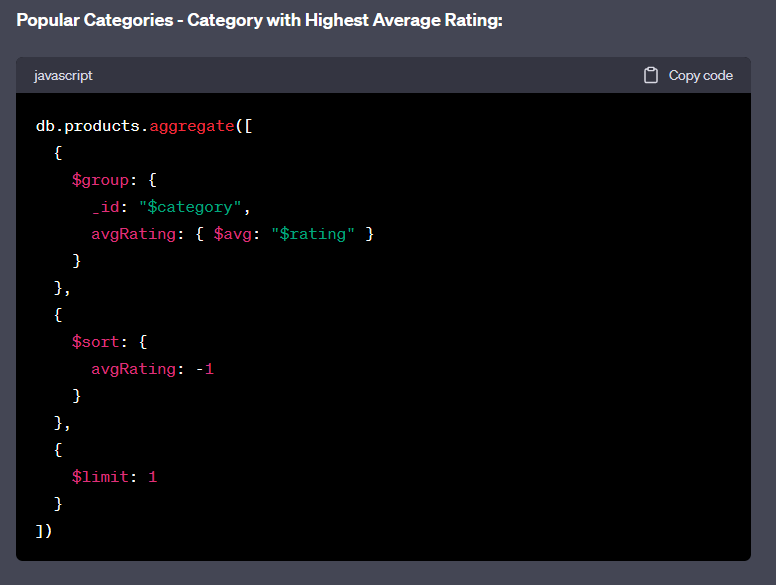 Popular Categories - Category with Highest Average Rating:
javascript
Copy code
db.products.aggregate([
  {
    $group: {
      _id: "$category",
      avgRating: { $avg: "$rating" }
    }
  },
  {
    $sort: {
      avgRating: -1
    }
  },
  {
    $limit: 1
  }
])